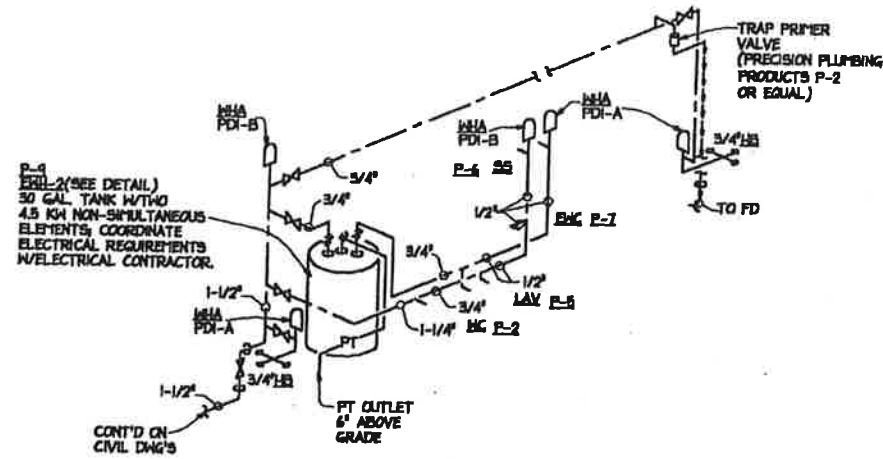 TRAP PRIMER
VALVE
(PRECISION PLUMBING
PRODUCTS P-2
OR EQUAL)
WHA
PDI-B
WHA
PDI-B
WHA
PDI-A
3/4" HB
3/4"
P-6 SS
P-9
EWH-2 (SEE DETAIL)
30 GAL. TANK W/TWO
4.5 KW NON-SIMULTANEOUS
ELEMENTS; COORDINATE
ELECTRICAL REQUIREMENTS
W/ELECTRICAL CONTRACTOR.
3/4"
1/2"
EWC P-7
TO FD
3/4"
1/2"
1-1/2"
LAV P-5
3/4"
WHA
PDI-A
1-1/4"
WC P-2
PT
3/4" HB
1-1/2"
PT OUTLET
6" ABOVE
GRADE
CONT'D ON
CIVIL DWG'S